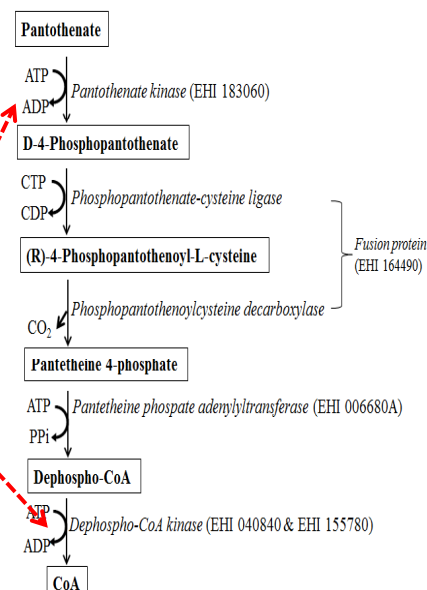 Pantothenate
ATP
Pantothenate kinase (EHI 183060)
ADP
D-4-Phosphopantothenate
CTP
Phosphopantothenate-cysteine ligase
CDP
(R)-4-Phosphopantothenoyl-L-cysteine
Fusion protein
(EHI 164490)
Phosphopantothenoylcysteine decarboxylase
CO2
Pantetheine 4-phosphate
ATP
Pantetheine phospate adenylyltransferase (EHI 006680A)
PPi
Dephospho-CoA
ATP
Dephospho-CoA kinase (EHI 040840 & EHI 155780)
ADP
CoA